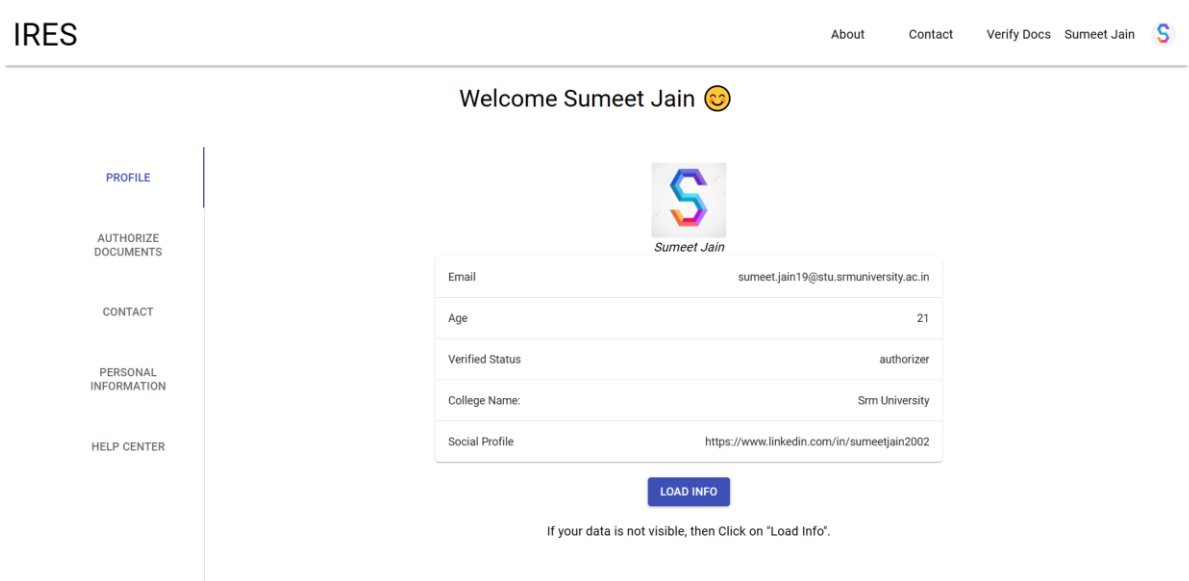 IRES
About Contact Verify Docs Sumeet Jain
Welcome Sumeet Jain 😊
PROFILE
AUTHORIZE
DOCUMENTS
CONTACT
PERSONAL
INFORMATION
HELP CENTER
Sumeet Jain
Email sumeet.jain19@stu.srmuniversity.ac.in
Age 21
Verified Status authorizer
College Name: Srm University
Social Profile https://www.linkedin.com/in/sumeetjain2002
LOAD INFO
If your data is not visible, then Click on "Load Info".